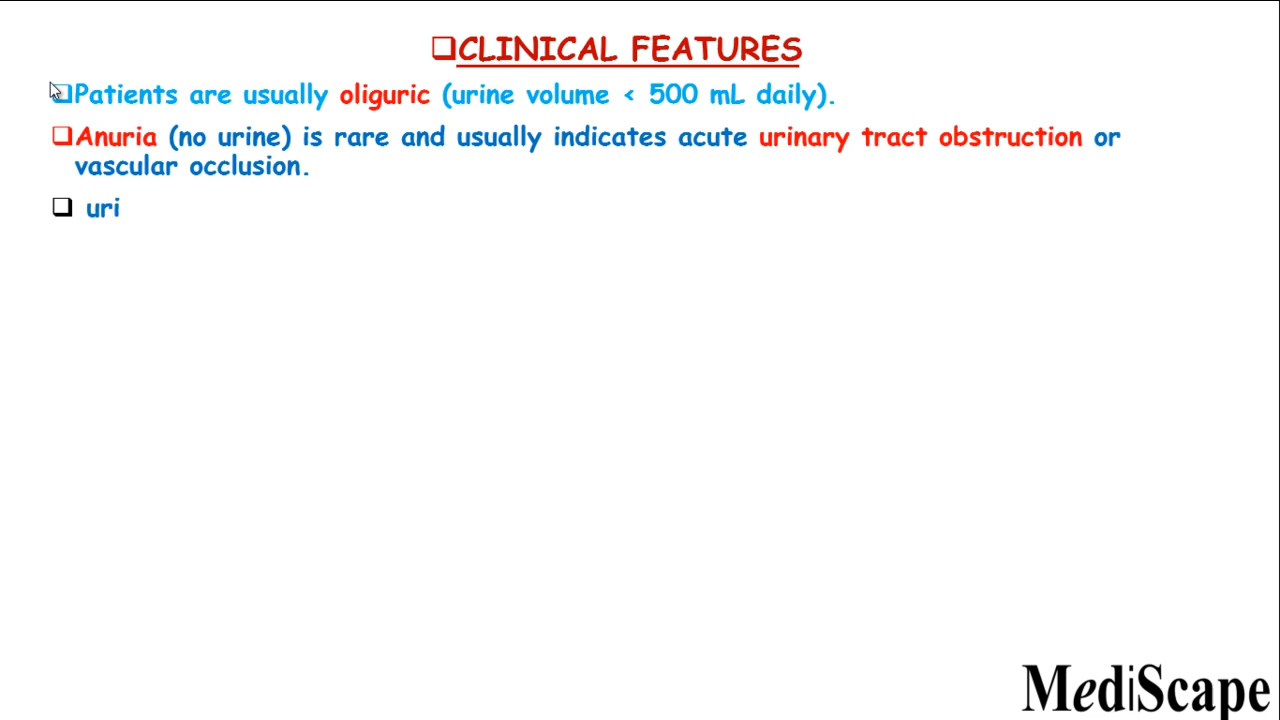 ❑CLINICAL FEATURES
❑Patients are usually oliguric (urine volume < 500 mL daily).
❑Anuria (no urine) is rare and usually indicates acute urinary tract obstruction or
vascular occlusion.
❑ uri
MediScape